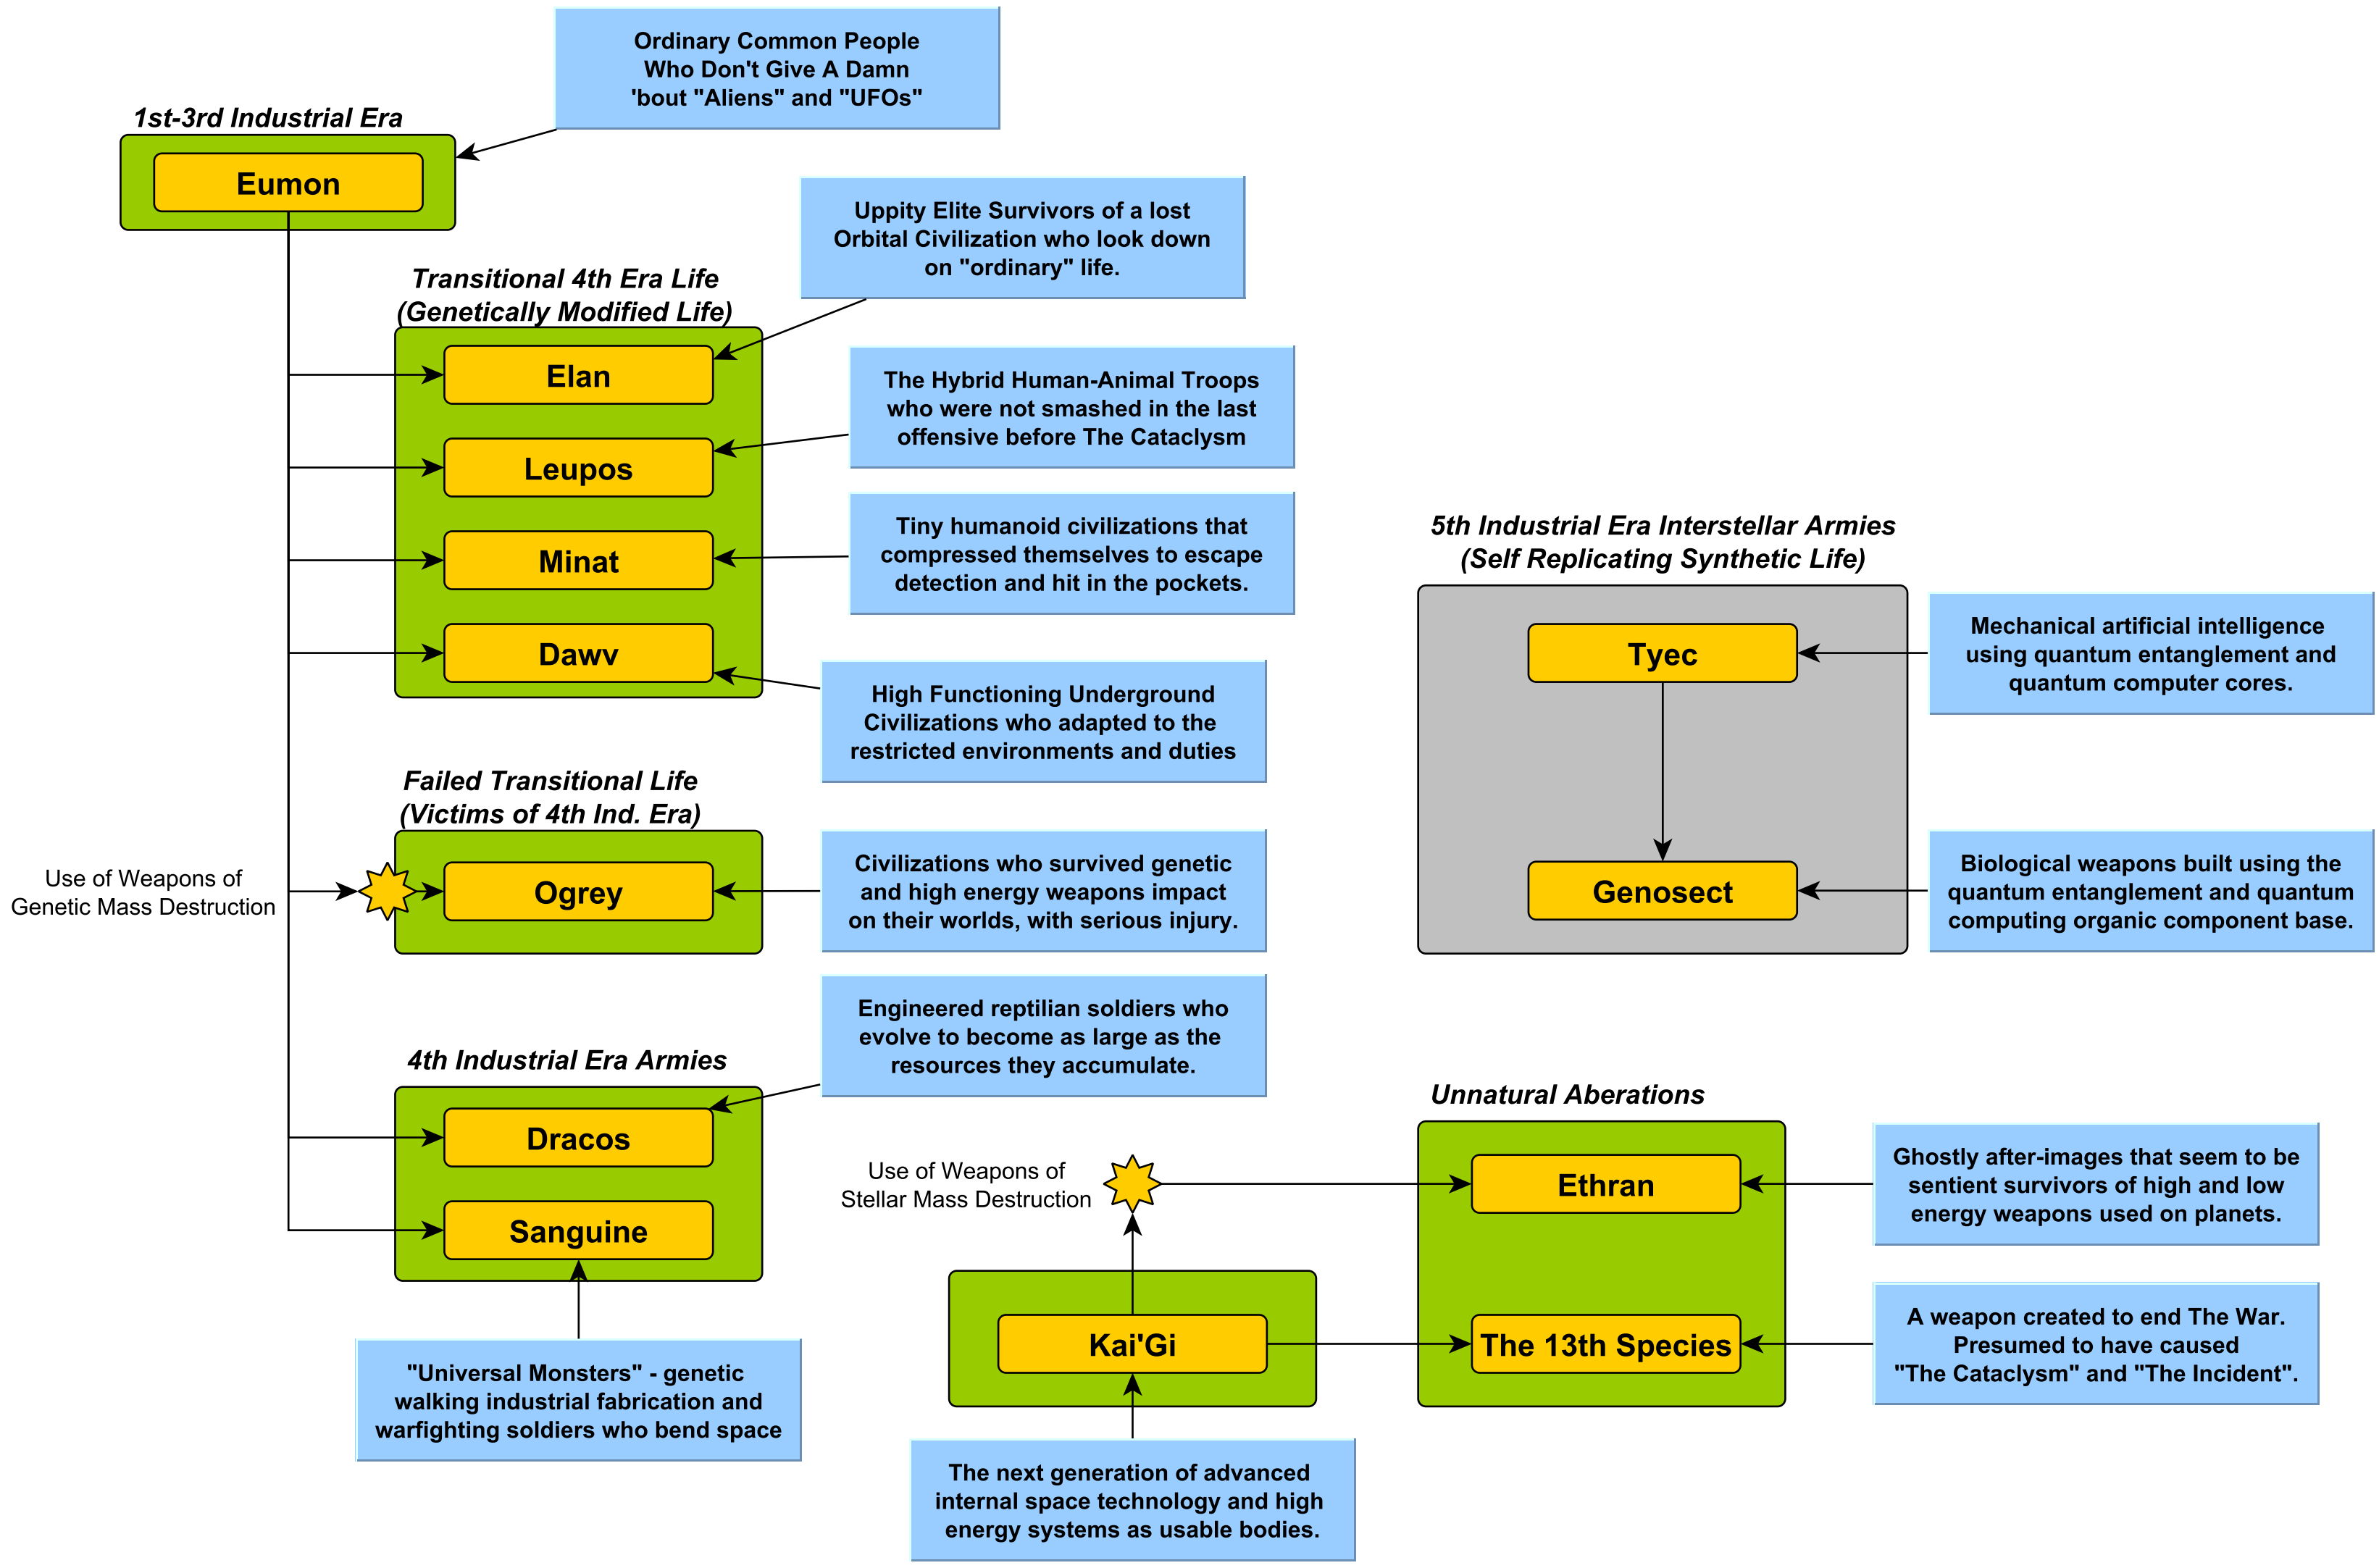 Ordinary Common People
Who Don't Give A Damn
'bout "Aliens" and "UFOs"
1st-3rd Industrial Era
Eumon
Uppity Elite Survivors of a lost
Orbital Civilization who look down
on "ordinary" life.
Transitional 4th Era Life
(Genetically Modified Life)
Elan
The Hybrid Human-Animal Troops
who were not smashed in the last
offensive before The Cataclysm
Leupos
Tiny humanoid civilizations that
compressed themselves to escape
detection and hit in the pockets.
Minat
Dawv
High Functioning Underground
Civilizations who adapted to the
restricted environments and duties
5th Industrial Era Interstellar Armies
(Self Replicating Synthetic Life)
Tyec
Mechanical artificial intelligence
using quantum entanglement and
quantum computer cores.
Genosect
Biological weapons built using the
quantum entanglement and quantum
computing organic component base.
Failed Transitional Life
(Victims of 4th Ind. Era)
Use of Weapons of
Genetic Mass Destruction
Ogrey
Civilizations who survived genetic
and high energy weapons impact
on their worlds, with serious injury.
Engineered reptilian soldiers who
evolve to become as large as the
resources they accumulate.
4th Industrial Era Armies
Dracos
Sanguine
"Universal Monsters" - genetic
walking industrial fabrication and
warfighting soldiers who bend space
Unnatural Aberations
Use of Weapons of
Stellar Mass Destruction
Ethran
Ghostly after-images that seem to be
sentient survivors of high and low
energy weapons used on planets.
Kai'Gi
The 13th Species
A weapon created to end The War.
Presumed to have caused
"The Cataclysm" and "The Incident".
The next generation of advanced
internal space technology and high
energy systems as usable bodies.